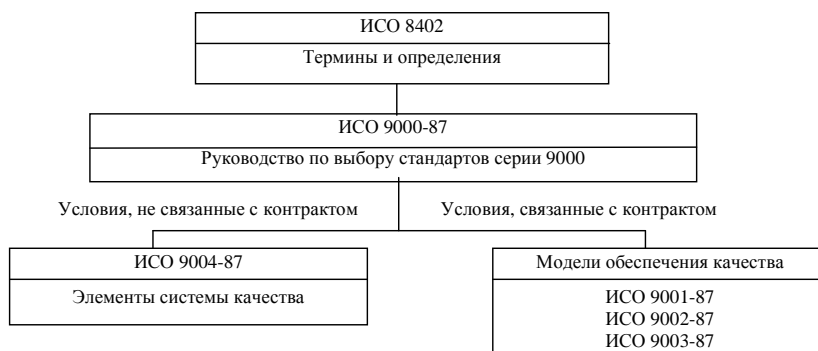 ИСО 8402
Термины и определения
ИСО 9000-87
Руководство по выбору стандартов серии 9000
Условия, не связанные с контрактом
Условия, связанные с контрактом
ИСО 9004-87
Элементы системы качества
Модели обеспечения качества
ИСО 9001-87
ИСО 9002-87
ИСО 9003-87